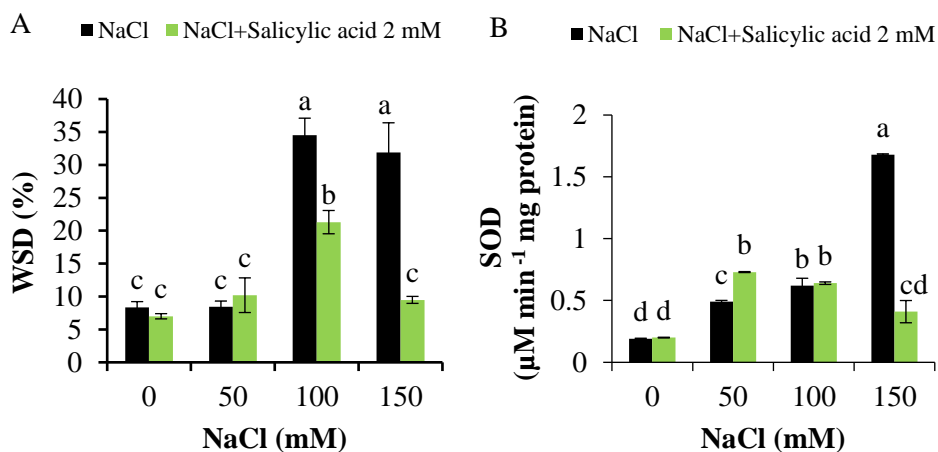 A
NaCl NaCl+Salicylic acid 2 mM
WSD (%)
40
35
30
25
20
15
10
5
0
c c c c a b a c
0 50 100 150
NaCl (mM)
B
NaCl NaCl+Salicylic acid 2 mM
SOD
(µM min ⁻¹ mg protein)
2
1.5
1
0.5
0
d d c b b b a cd
0 50 100 150
NaCl (mM)